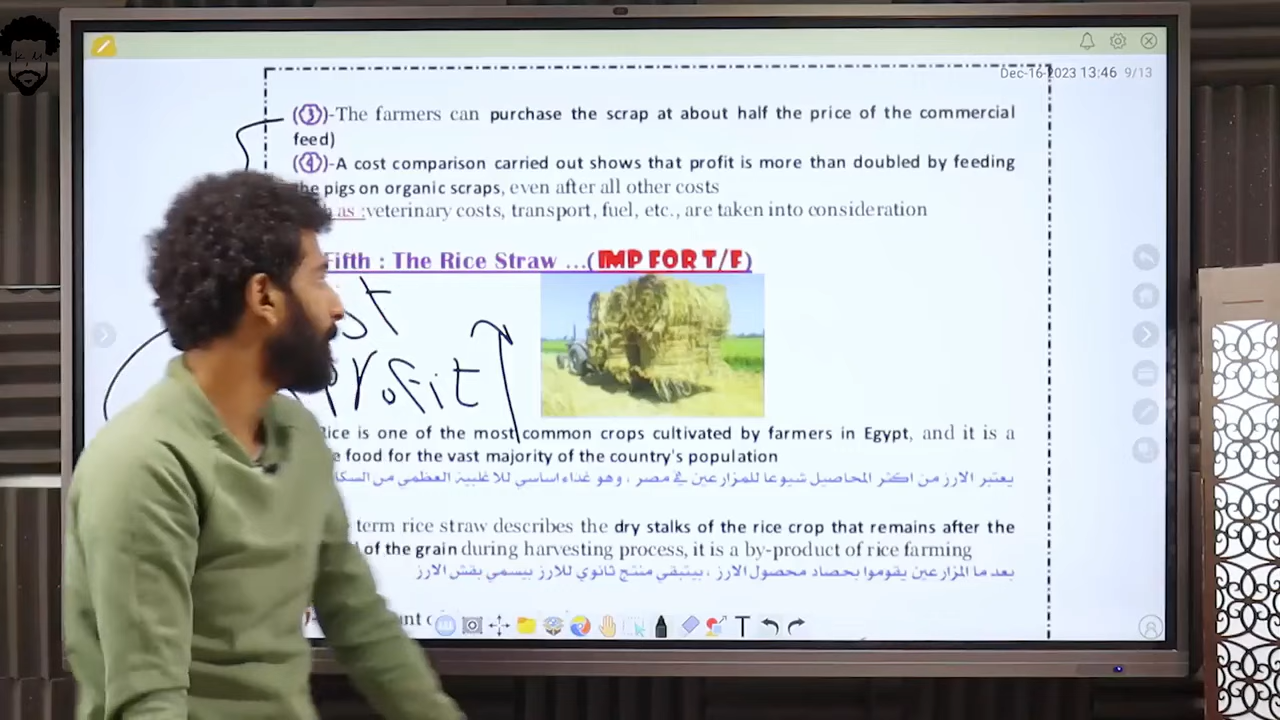 Dec-16-2023 13:46 9/13
(3)-The farmers can purchase the scrap at about half the price of the commercial
feed)
(4)-A cost comparison carried out shows that profit is more than doubled by feeding
pigs on organic scraps, even after all other costs
as :veterinary costs, transport, fuel, etc., are taken into consideration
Fifth : The Rice Straw ...(IMP FOR T/F)
profit
Rice is one of the most common crops cultivated by farmers in Egypt, and it is a
food for the vast majority of the country's population
يعتبر الارز من اكثر المحاصيل شيوعا للمزارعين في مصر ، وهو غذاء اساسي للاغلبية العظمى من
term rice straw describes the dry stalks of the rice crop that remains after the
of the grain during harvesting process, it is a by-product of rice farming
بعد ما المزارعين يقوموا بحصاد محصول الارز ، بيتبقي منتج ثانوي للارز بيسمي بقش الارز